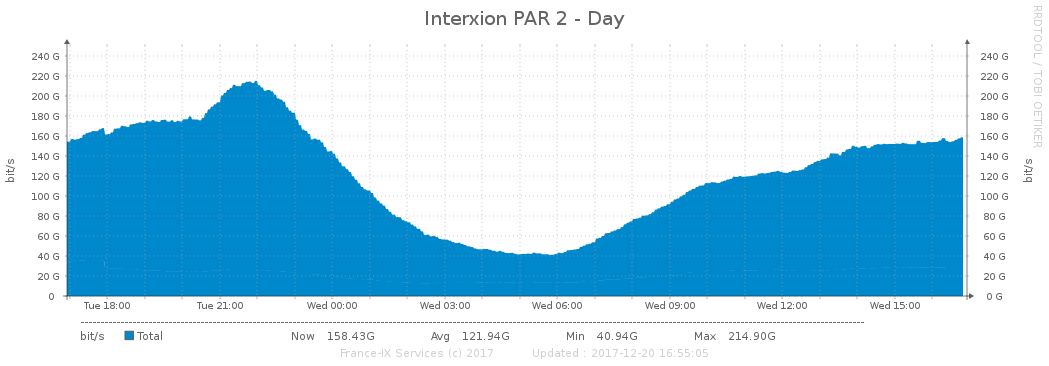 Interxion PAR 2 - Day
RRDTOOL / TOBI OETIKER
240 G 240 G
220 G 220 G
200 G 200 G
180 G 180 G
160 G 160 G
140 G 140 G
120 G 120 G
100 G 100 G
80 G 80 G
60 G 60 G
40 G 40 G
20 G 20 G
0 0 G
bit/s bit/s
Tue 18:00 Tue 21:00 Wed 00:00 Wed 03:00 Wed 06:00 Wed 09:00 Wed 12:00 Wed 15:00
bit/s Total Now 158.43G Avg 121.94G Min 40.94G Max 214.90G
France-IX Services (c) 2017 Updated : 2017-12-20 16:55:05